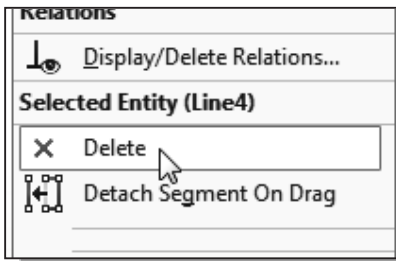 Relations
Display/Delete Relations...
Selected Entity (Line4)
Delete
Detach Segment On Drag